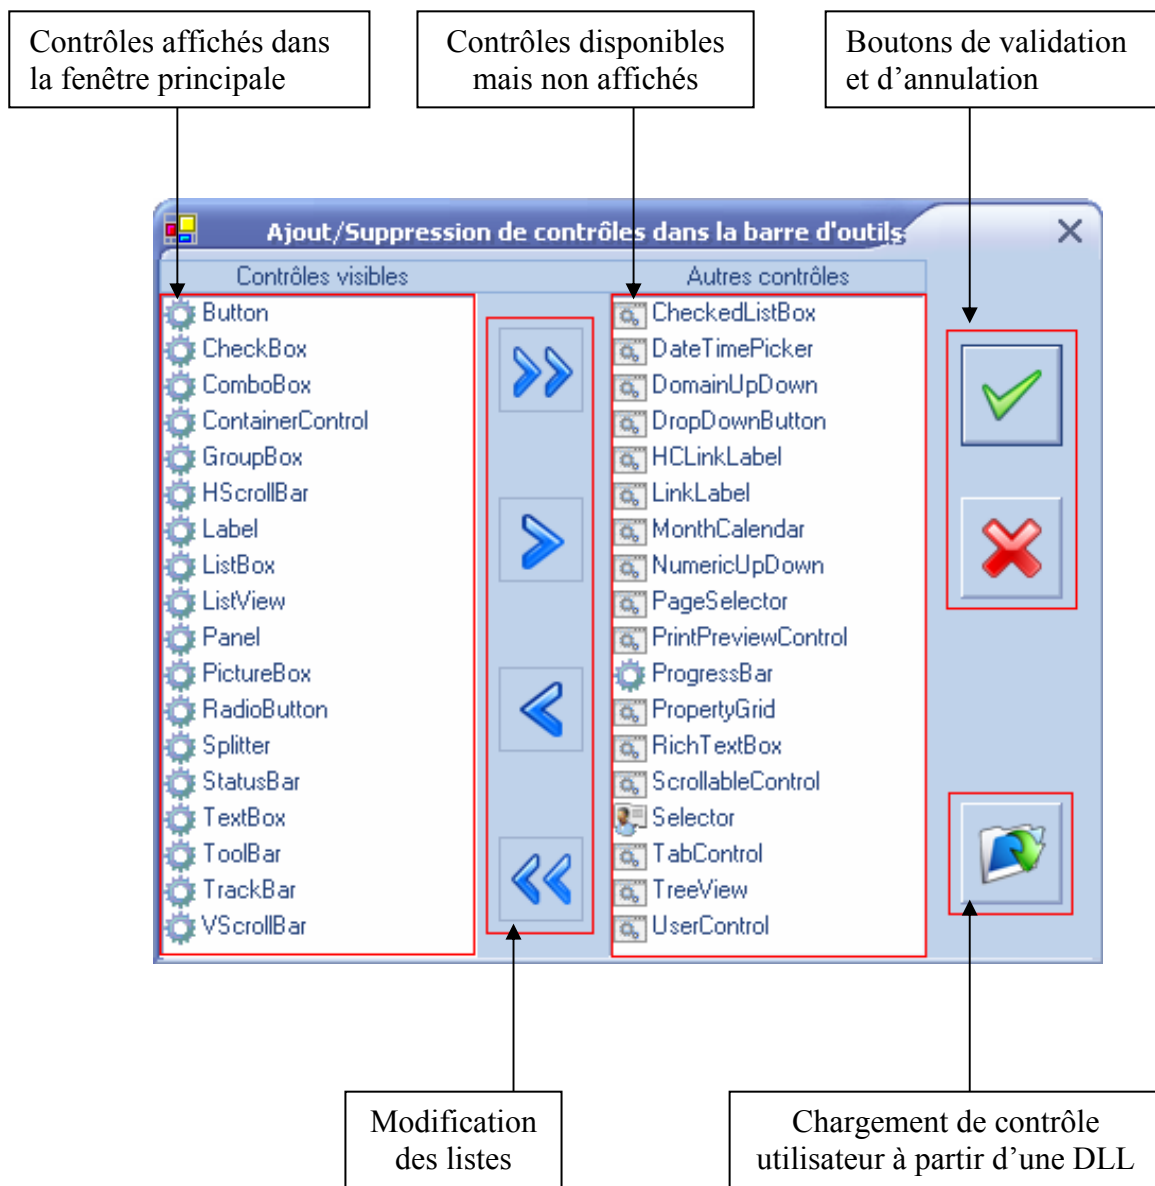 Contrôles affichés dans
la fenêtre principale
Contrôles disponibles
mais non affichés
Boutons de validation
et d’annulation
Ajout/Suppression de contrôles dans la barre d'outils
Contrôles visibles
Autres contrôles
Button
CheckBox
ComboBox
ContainerControl
GroupBox
HScrollBar
Label
ListBox
ListView
Panel
PictureBox
RadioButton
Splitter
StatusBar
TextBox
ToolBar
TrackBar
VScrollBar
CheckedListBox
DateTimePicker
DomainUpDown
DropDownButton
HCLinkLabel
LinkLabel
MonthCalendar
NumericUpDown
PageSelector
PrintPreviewControl
ProgressBar
PropertyGrid
RichTextBox
ScrollableControl
Selector
TabControl
TreeView
UserControl
Modification
des listes
Chargement de contrôle
utilisateur à partir d’une DLL